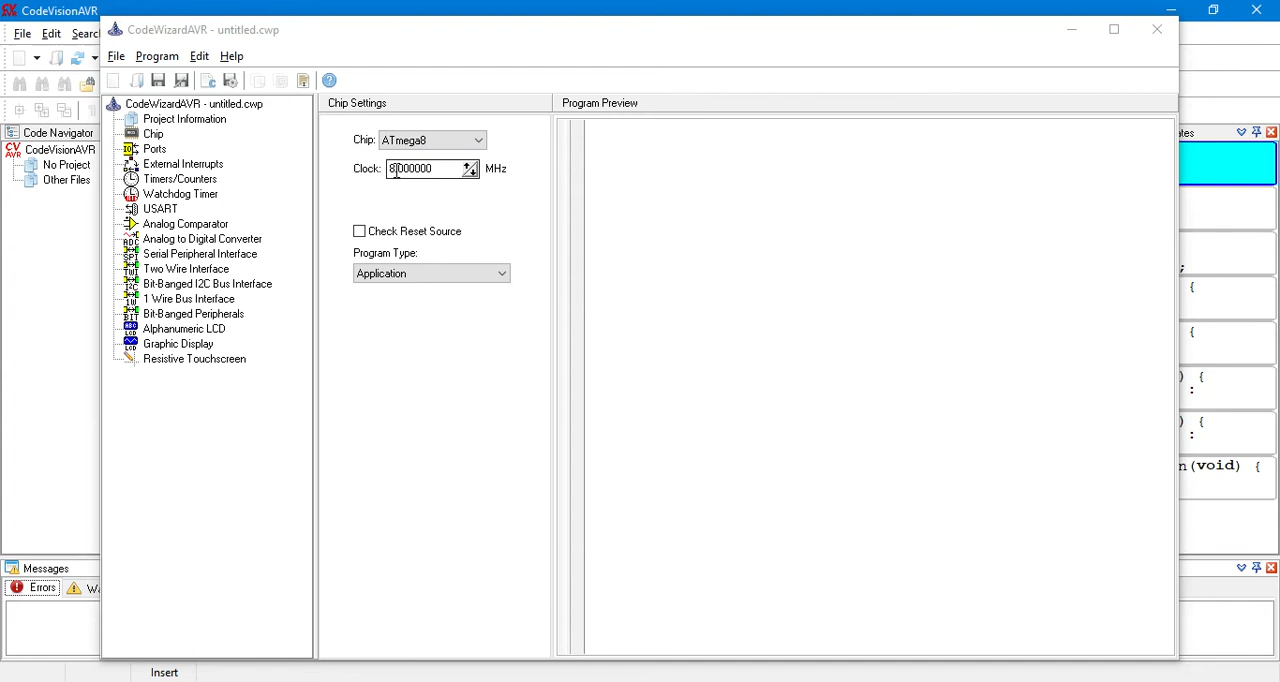 CodeVisionAVR
File Edit Searc
CodeWizardAVR - untitled.cwp
File Program Edit Help
Code Navigator
CodeVisionAVR
No Project
Other Files
CodeWizardAVR - untitled.cwp
Project Information
Chip
Ports
External Interrupts
Timers/Counters
Watchdog Timer
USART
Analog Comparator
Analog to Digital Converter
Serial Peripheral Interface
Two Wire Interface
Bit-Banged I2C Bus Interface
1 Wire Bus Interface
Bit-Banged Peripherals
Alphanumeric LCD
Graphic Display
Resistive Touchscreen
Chip Settings
Chip: ATmega8
Clock: 8.000000 MHz
Check Reset Source
Program Type:
Application
Program Preview
ates
;
{
{
) {
:
) {
:
n(void) {
Messages
Errors Wa
Insert